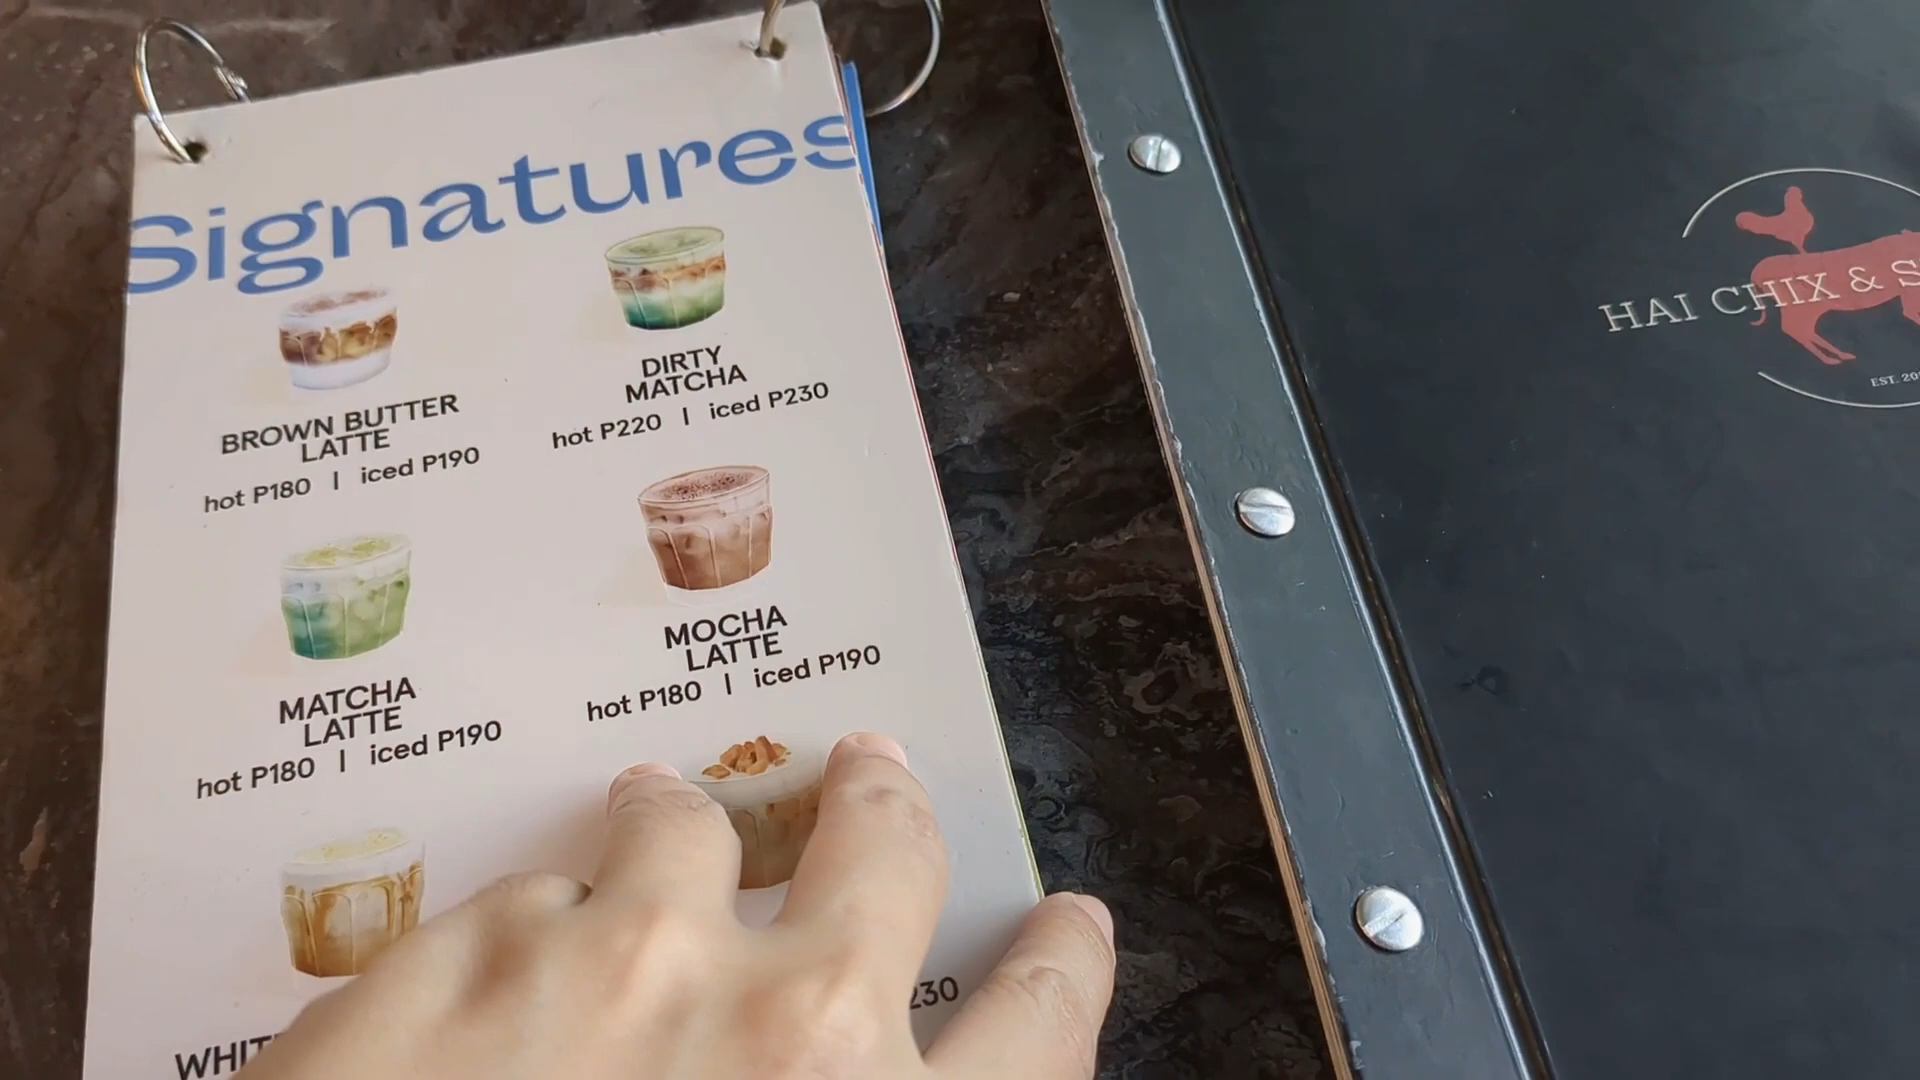 Signatures
BROWN BUTTER
LATTE
hot P180 | iced P190
DIRTY
MATCHA
hot P220 | iced P230
MATCHA
LATTE
hot P180 | iced P190
MOCHA
LATTE
hot P180 | iced P190
230
HAI CHIX &
EST.